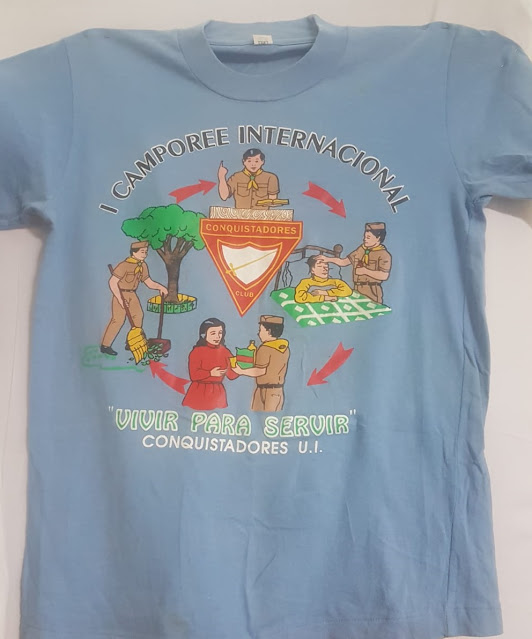 I CAMPOREE INTERNACIONAL
CONQUISTADORES
CLUB
"VIVIR PARA SERVIR"
CONQUISTADORES U.I.